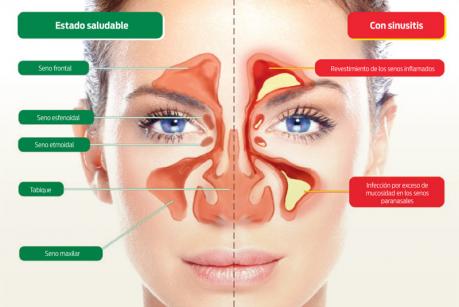 Estado saludable
Con sinusitis
Seno frontal
Seno esfenoidal
Seno etmoidal
Tabique
Seno maxilar
Revestimiento de los senos inflamados
Infección por exceso de
mucosidad en los senos
paranasales